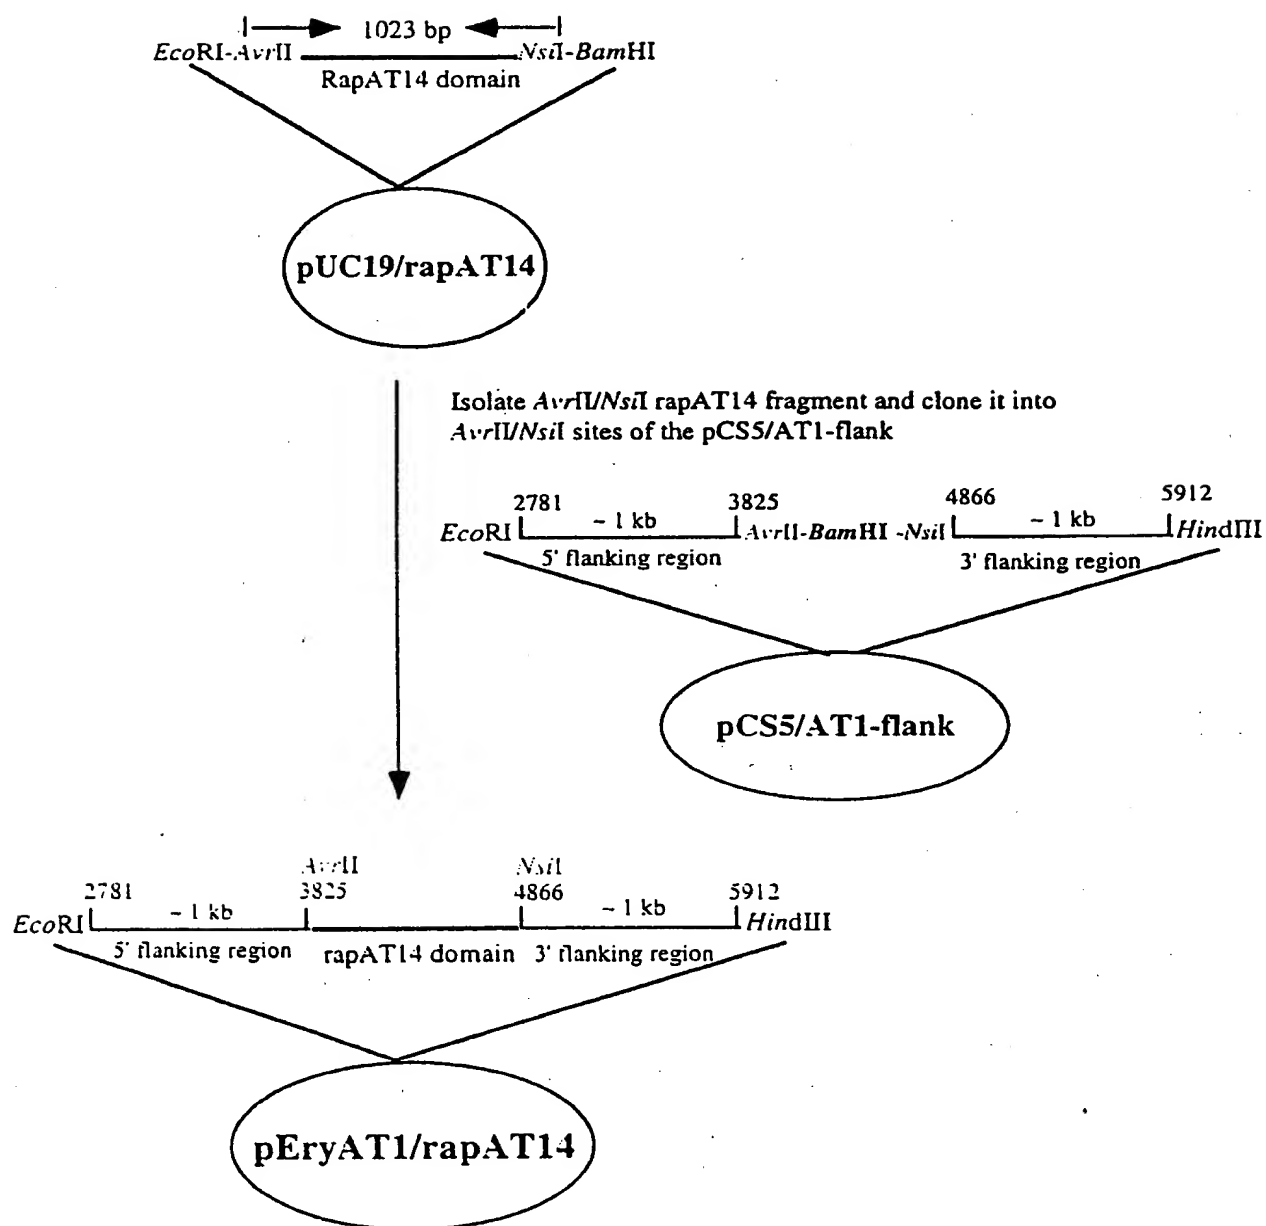 1023 bp
EcoRI-AvrII NsiI-BamHI
RapAT14 domain
pUC19/rapAT14
Isolate AvrII/NsiI rapAT14 fragment and clone it into
AvrII/NsiI sites of the pCS5/AT1-flank
2781 3825 4866 5912
EcoRI ~ 1 kb AvrII-BamHI -NsiI ~ 1 kb HindIII
5' flanking region 3' flanking region
pCS5/AT1-flank
AvrII NsiI
2781 3825 4866 5912
EcoRI ~ 1 kb ~ 1 kb HindIII
5' flanking region rapAT14 domain 3' flanking region
pEryAT1/rapAT14